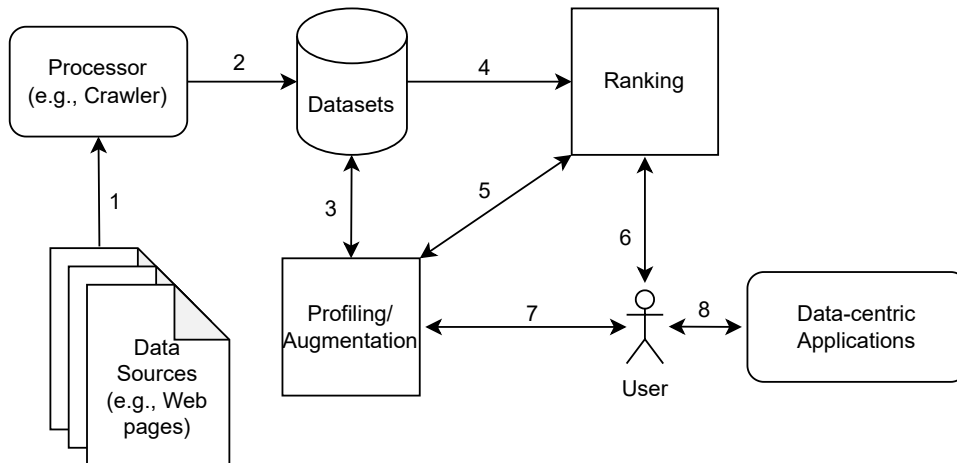 Processor
(e.g., Crawler)
2
Datasets
4
Ranking
1
3
5
6
Data
Sources
(e.g., Web
pages)
Profiling/
Augmentation
7
User
8
Data-centric
Applications